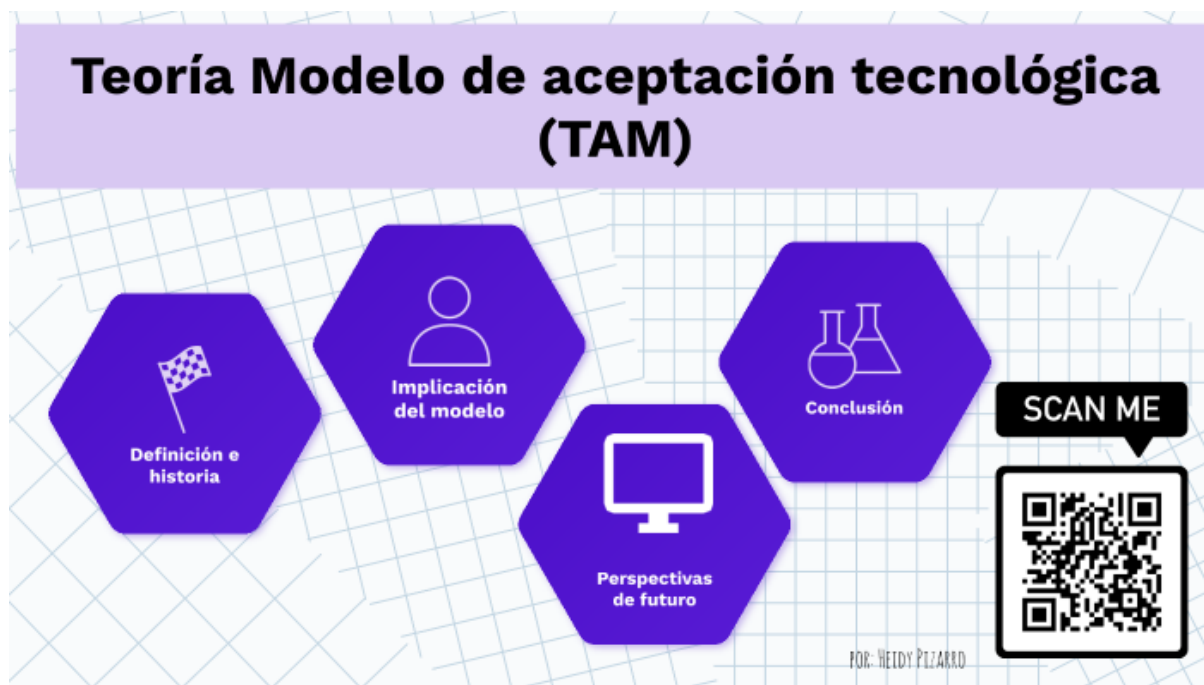 Teoría Modelo de aceptación tecnológica
(TAM)
Definición e
historia
Implicación
del modelo
Perspectivas
de futuro
Conclusión
SCAN ME
POR: HEIDY PIZARRO